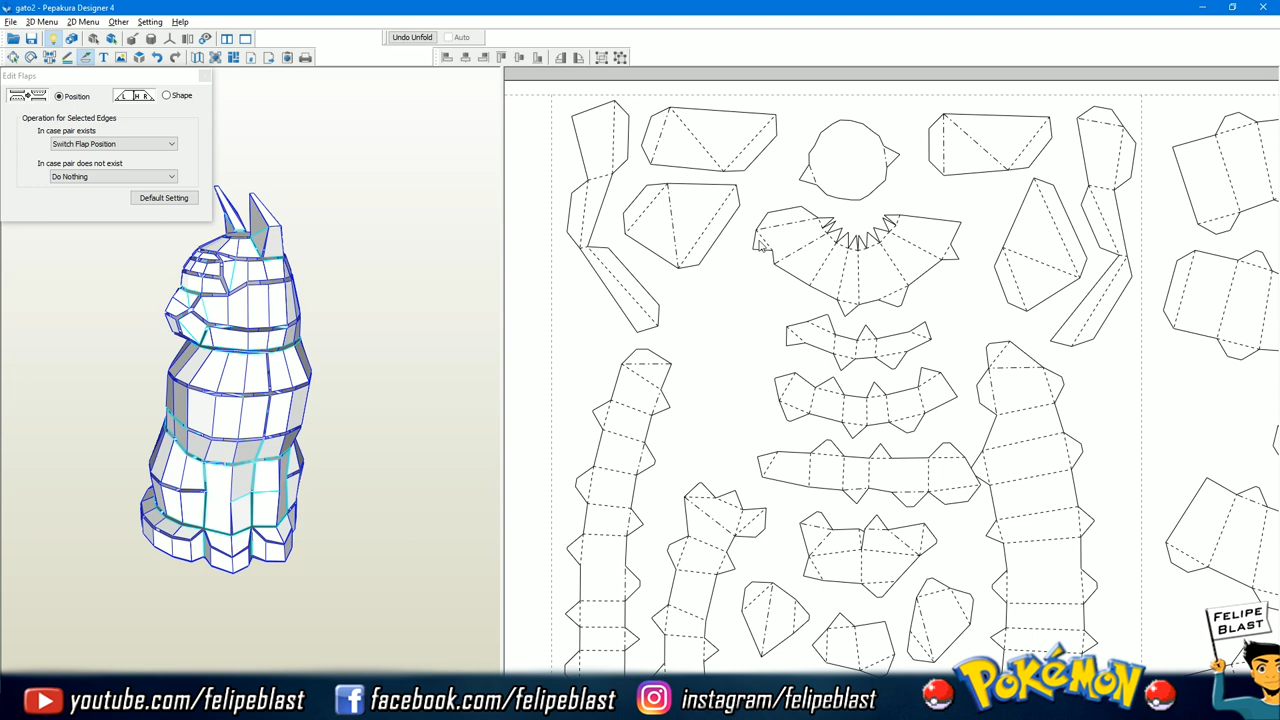 gato2 - Pepakura Designer 4
File 3D Menu 2D Menu Other Setting Help
Undo Unfold Auto
Edit Flaps
Position L H R Shape
Operation for Selected Edges
In case pair exists
Switch Flap Position
In case pair does not exist
Do Nothing
Default Setting
FELIPE
BLAST
POKéMON
youtube.com/felipeblast facebook.com/felipeblast instagram/felipeblast